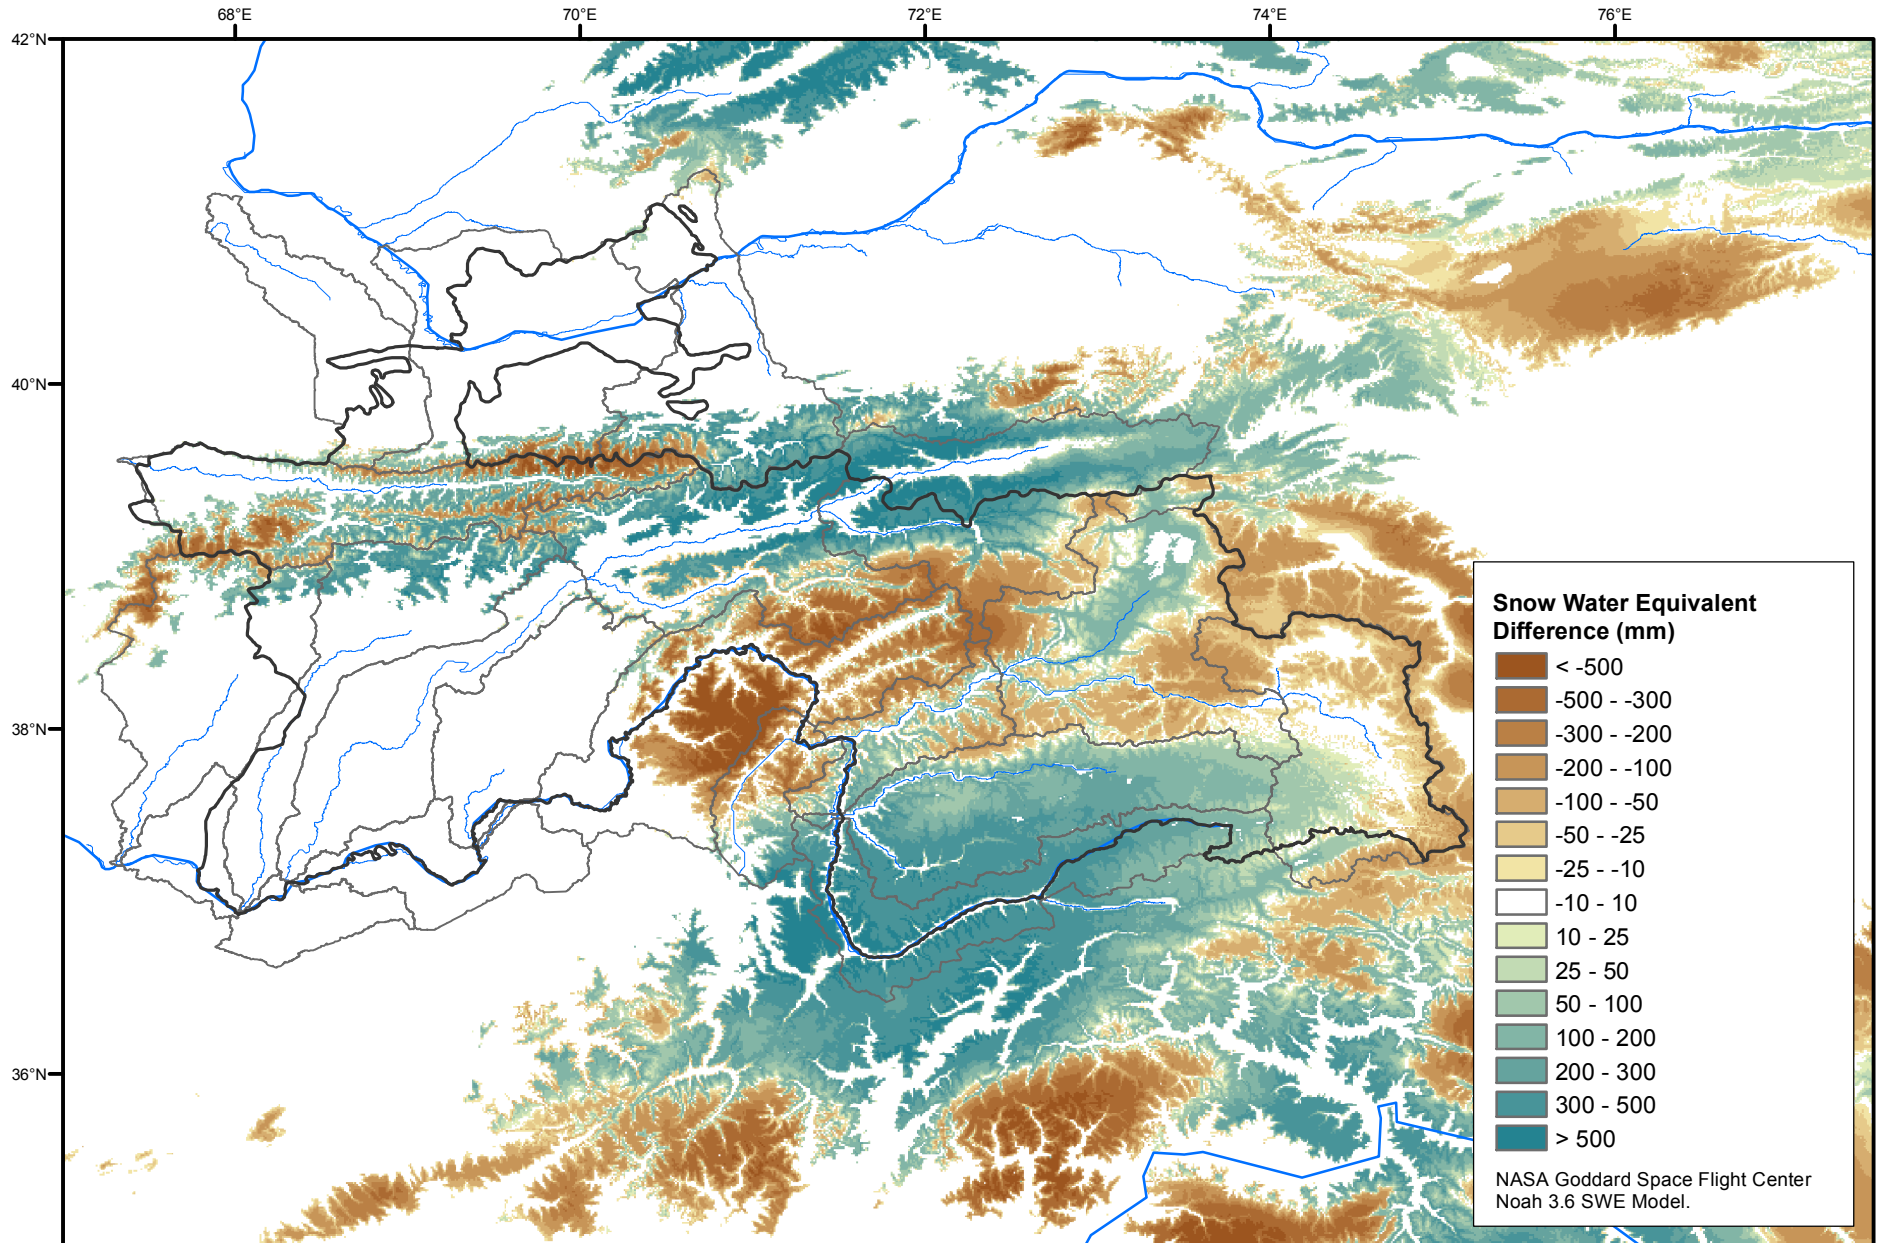 68°E 70°E 72°E 74°E 76°E
42°N
40°N
38°N
36°N
Snow Water Equivalent
Difference (mm)
< -500
-500 - -300
-300 - -200
-200 - -100
-100 - -50
-50 - -25
-25 - -10
-10 - 10
10 - 25
25 - 50
50 - 100
100 - 200
200 - 300
300 - 500
> 500
NASA Goddard Space Flight Center
Noah 3.6 SWE Model.